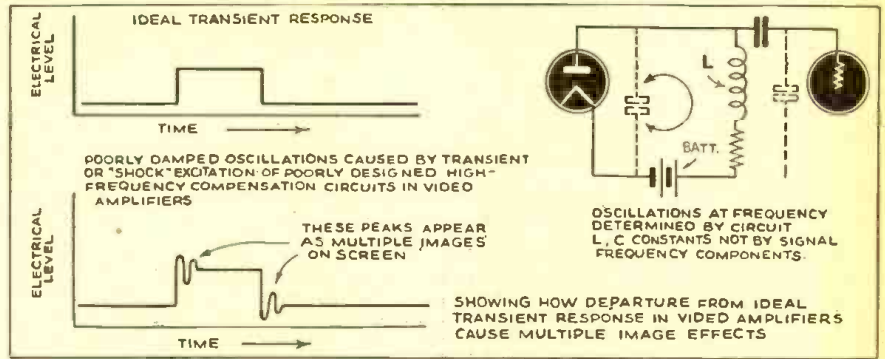 IDEAL TRANSIENT RESPONSE
ELECTRICAL
LEVEL
TIME
POORLY DAMPED OSCILLATIONS CAUSED BY TRANSIENT
OR "SHOCK" EXCITATION OF POORLY DESIGNED HIGH-
FREQUENCY COMPENSATION CIRCUITS IN VIDEO
AMPLIFIERS
ELECTRICAL
LEVEL
THESE PEAKS APPEAR
AS MULTIPLE IMAGES
ON SCREEN
TIME
L
BATT.
OSCILLATIONS AT FREQUENCY
DETERMINED BY CIRCUIT
L, C CONSTANTS NOT BY SIGNAL
FREQUENCY COMPONENTS.
SHOWING HOW DEPARTURE FROM IDEAL
TRANSIENT RESPONSE IN VIDEO AMPLIFIERS
CAUSE MULTIPLE IMAGE EFFECTS